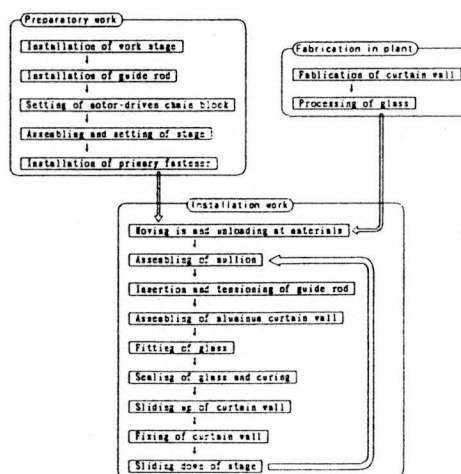 Preparatory work
Installation of work stage
Installation of guide rod
Setting of motor-driven chain block
Assembling and setting of stage
Installation of primary fastener
Fabrication in plant
Fablication of curtain wall
Processing of glass
Installation work
Moving is and unloading at materials
Assembling of mullion
Insertion and tensioning of guide rod
Assembling of aluminum curtain wall
Fitting of glass
Sealing of glass and curing
Sliding up of curtain wall
Fixing of curtain wall
Sliding down of stage